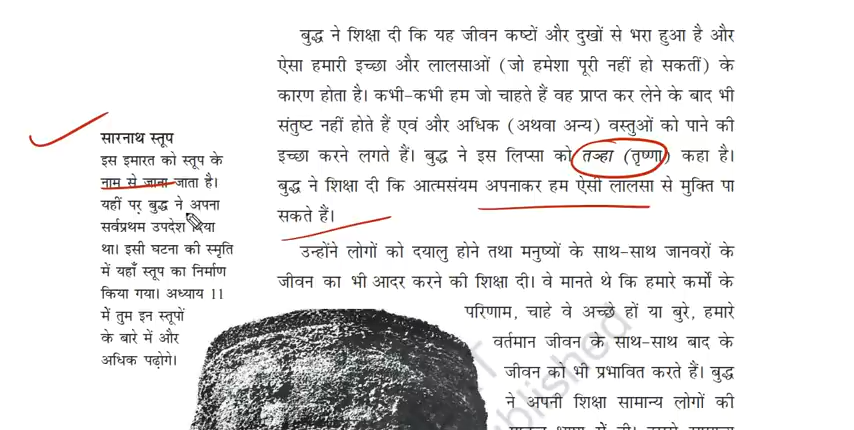 बुद्ध ने शिक्षा दी कि यह जीवन कष्टों और दुखों से भरा हुआ है और
ऐसा हमारी इच्छा और लालसाओं (जो हमेशा पूरी नहीं हो सकतीं) के
कारण होता है। कभी-कभी हम जो चाहते हैं वह प्राप्त कर लेने के बाद भी
संतुष्ट नहीं होते हैं एवं और अधिक (अथवा अन्य) वस्तुओं को पाने की
इच्छा करने लगते हैं। बुद्ध ने इस लिप्सा को तञ्हा (तृष्णा) कहा है।
बुद्ध ने शिक्षा दी कि आत्मसंयम अपनाकर हम ऐसी लालसा से मुक्ति पा
सकते हैं।
सारनाथ स्तूप
इस इमारत को स्तूप के
नाम से जाना जाता है।
यहीं पर बुद्ध ने अपना
सर्वप्रथम उपदेश दिया
था। इसी घटना की स्मृति
में यहाँ स्तूप का निर्माण
किया गया। अध्याय 11
में तुम इन स्तूपों
के बारे में और
अधिक पढ़ोगे।
उन्होंने लोगों को दयालु होने तथा मनुष्यों के साथ-साथ जानवरों के
जीवन का भी आदर करने की शिक्षा दी। वे मानते थे कि हमारे कर्मों के
परिणाम, चाहे वे अच्छे हों या बुरे, हमारे
वर्तमान जीवन के साथ-साथ बाद के
जीवन को भी प्रभावित करते हैं। बुद्ध
ने अपनी शिक्षा सामान्य लोगों की
published